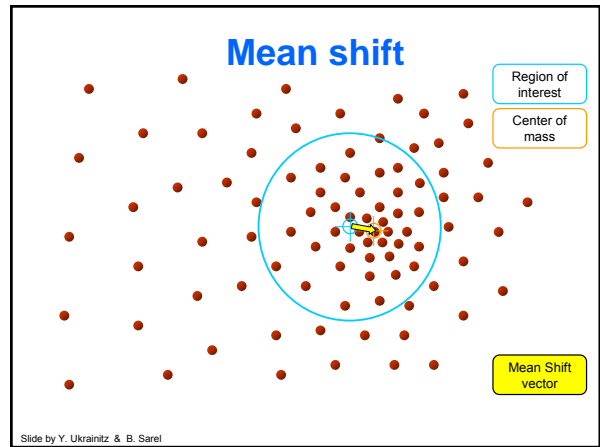 Mean shift
Region of
interest
Center of
mass
Mean Shift
vector
Slide by Y. Ukrainitz & B. Sarel